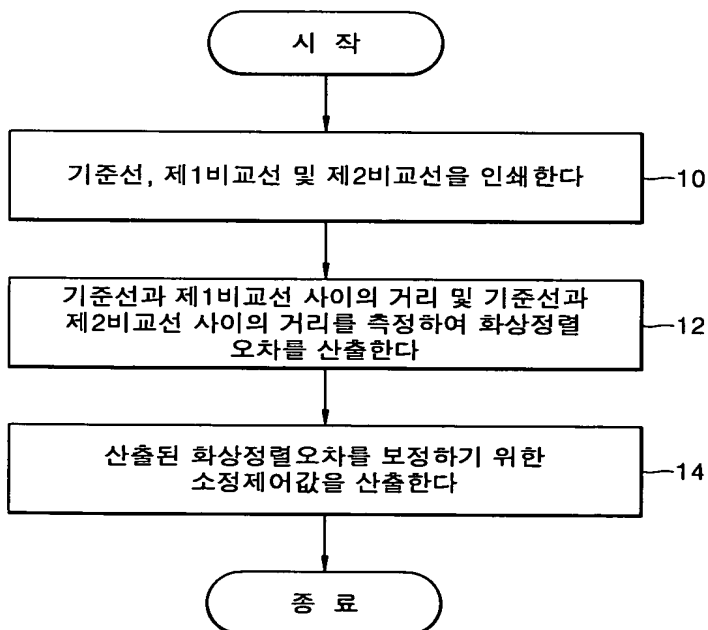 시 작
기준선, 제1비교선 및 제2비교선을 인쇄한다
10
기준선과 제1비교선 사이의 거리 및 기준선과
제2비교선 사이의 거리를 측정하여 화상정렬
오차를 산출한다
12
산출된 화상정렬오차를 보정하기 위한
소정제어값을 산출한다
14
종 료